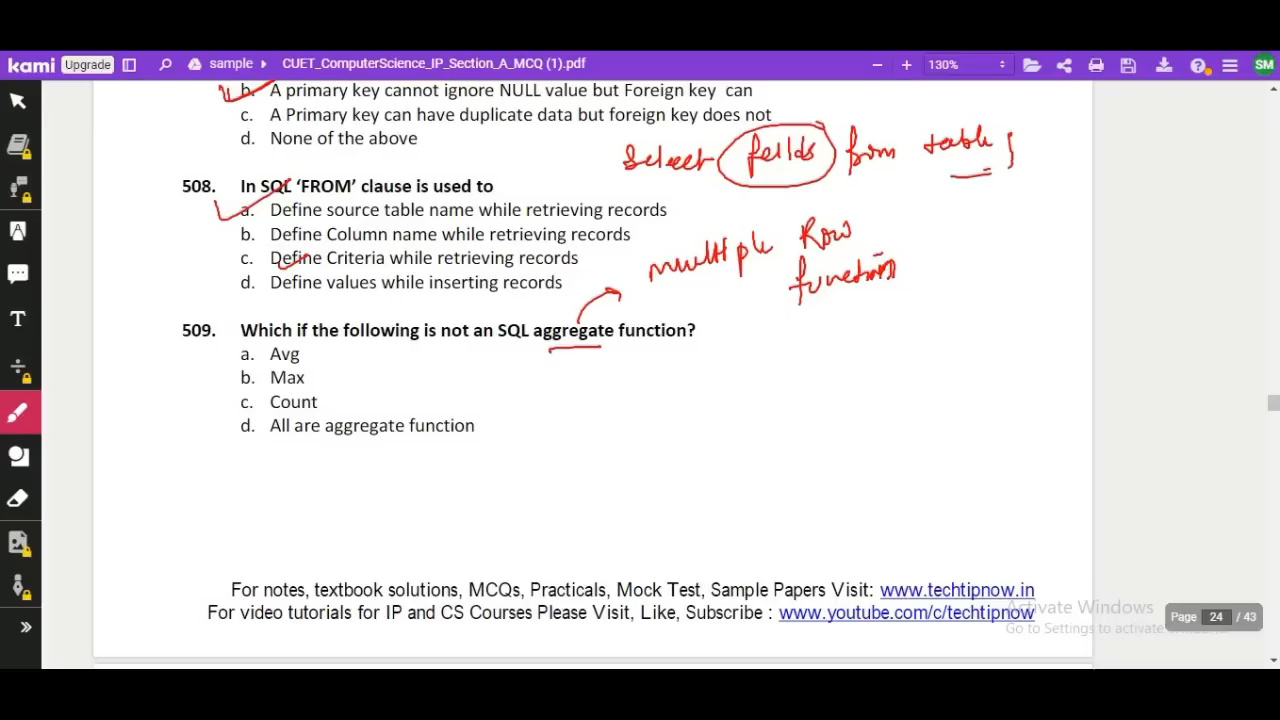 kami Upgrade sample CUET_ComputerScience_IP_Section_A_MCQ (1).pdf 130% SM
b. A primary key cannot ignore NULL value but Foreign key can
c. A Primary key can have duplicate data but foreign key does not
d. None of the above
Select feilds from table ;
508. In SQL ‘FROM’ clause is used to
a. Define source table name while retrieving records
b. Define Column name while retrieving records
c. Define Criteria while retrieving records
d. Define values while inserting records
multiple Row
function
509. Which if the following is not an SQL aggregate function?
a. Avg
b. Max
c. Count
d. All are aggregate function
For notes, textbook solutions, MCQs, Practicals, Mock Test, Sample Papers Visit: www.techtipnow.in
For video tutorials for IP and CS Courses Please Visit, Like, Subscribe : www.youtube.com/c/techtipnow
Activate Windows
Go to Settings to activate
Page 24 / 43